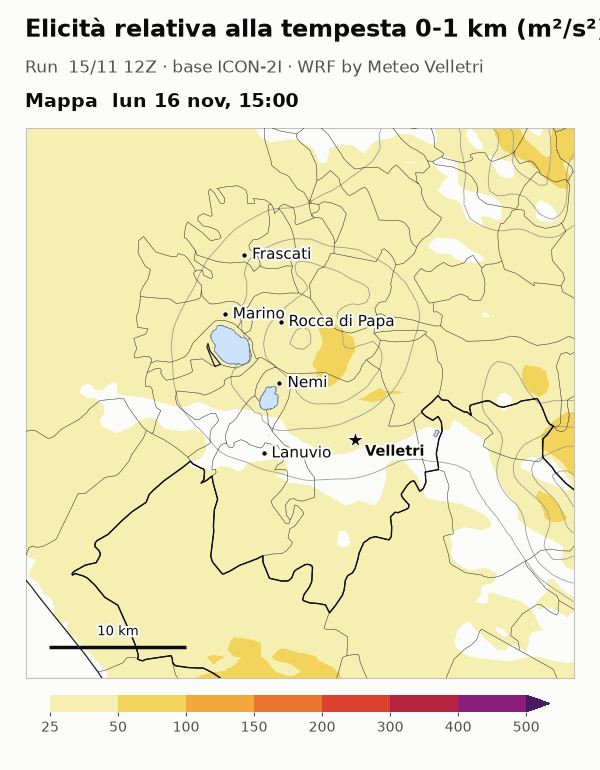 Elicità relativa alla tempesta 0-1 km (m²/s²)
Run 15/11 12Z · base ICON-2I · WRF by Meteo Velletri
Mappa lun 16 nov, 15:00
Frascati
Marino
Rocca di Papa
Nemi
Velletri
Lanuvio
10 km
25 50 100 150 200 300 400 500